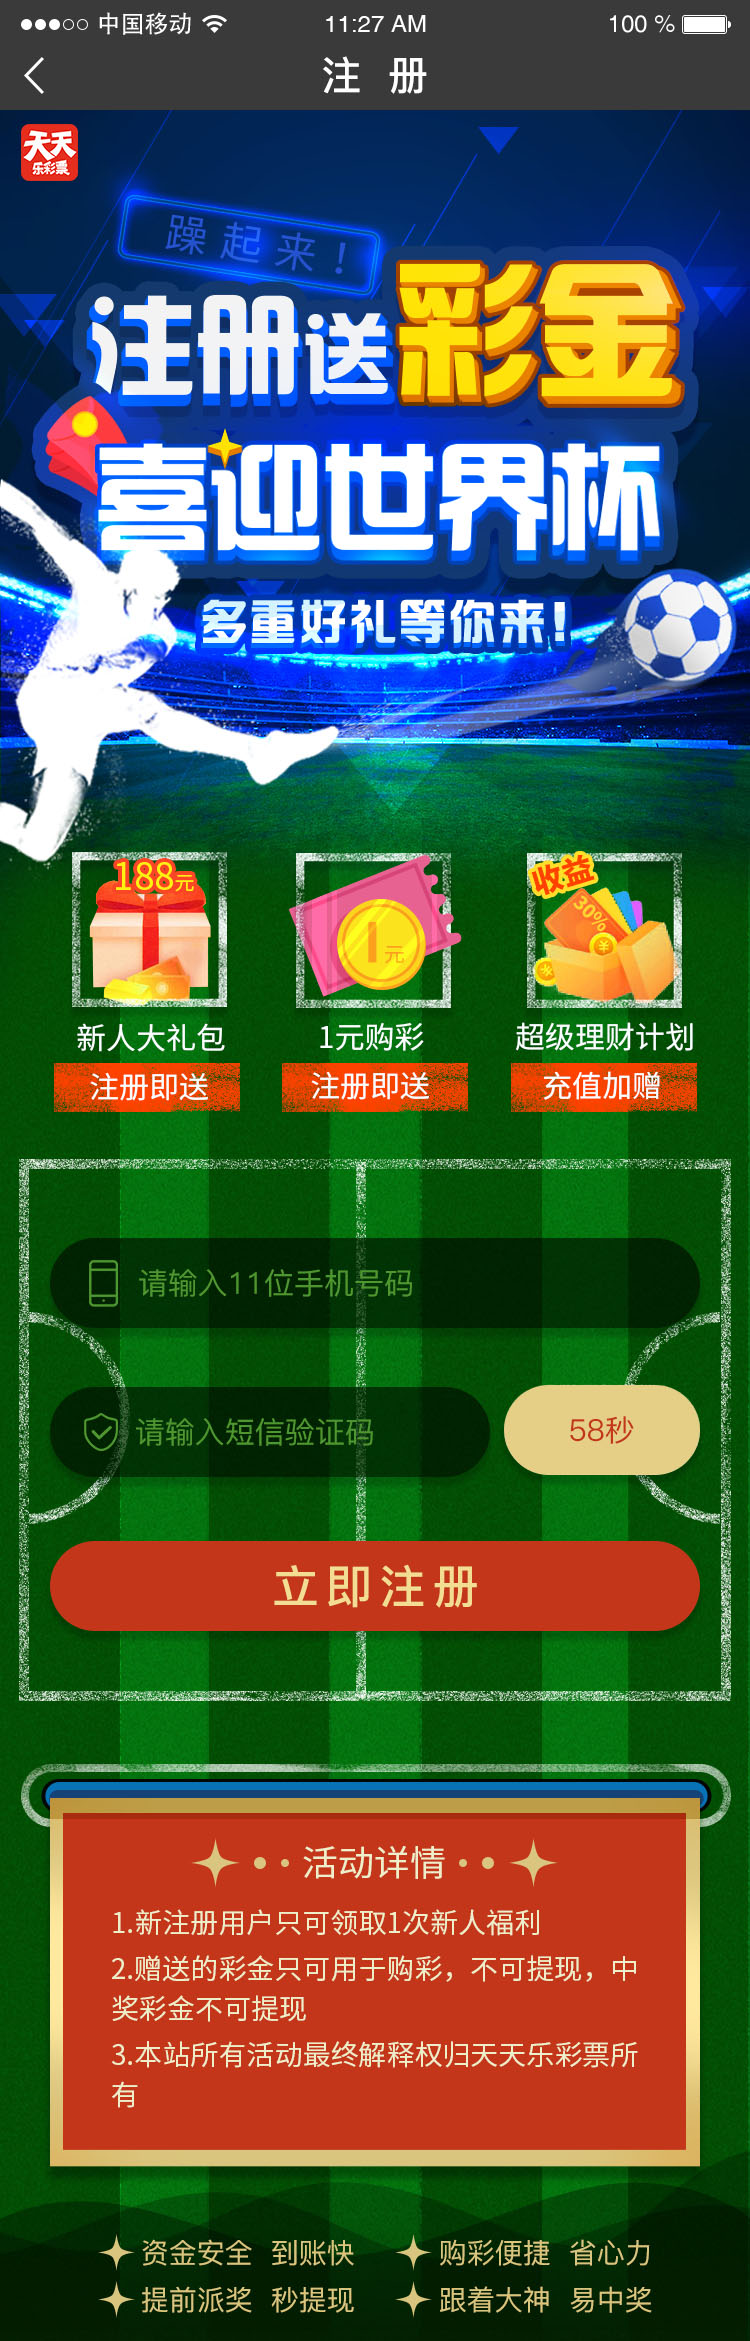 中国移动 11:27 AM 100 %
注 册
天天
乐彩票
躁起来!
注册送彩金
喜迎世界杯
多重好礼等你来!
188元 1元 收益 30% ¥ ¥
新人大礼包 1元购彩 超级理财计划
注册即送 注册即送 充值加赠
请输入11位手机号码
请输入短信验证码 58秒
立即注册
活动详情
1.新注册用户只可领取1次新人福利
2.赠送的彩金只可用于购彩，不可提现，中
奖彩金不可提现
3.本站所有活动最终解释权归天天乐彩票所
有
资金安全 到账快 购彩便捷 省心力
提前派奖 秒提现 跟着大神 易中奖